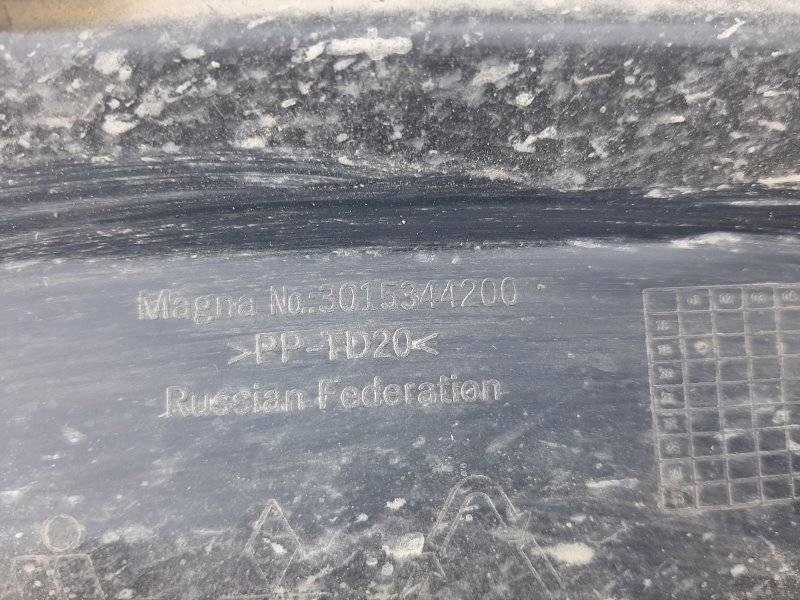 Magna No.:3015344200
>PP-TD20<
Russian Federation